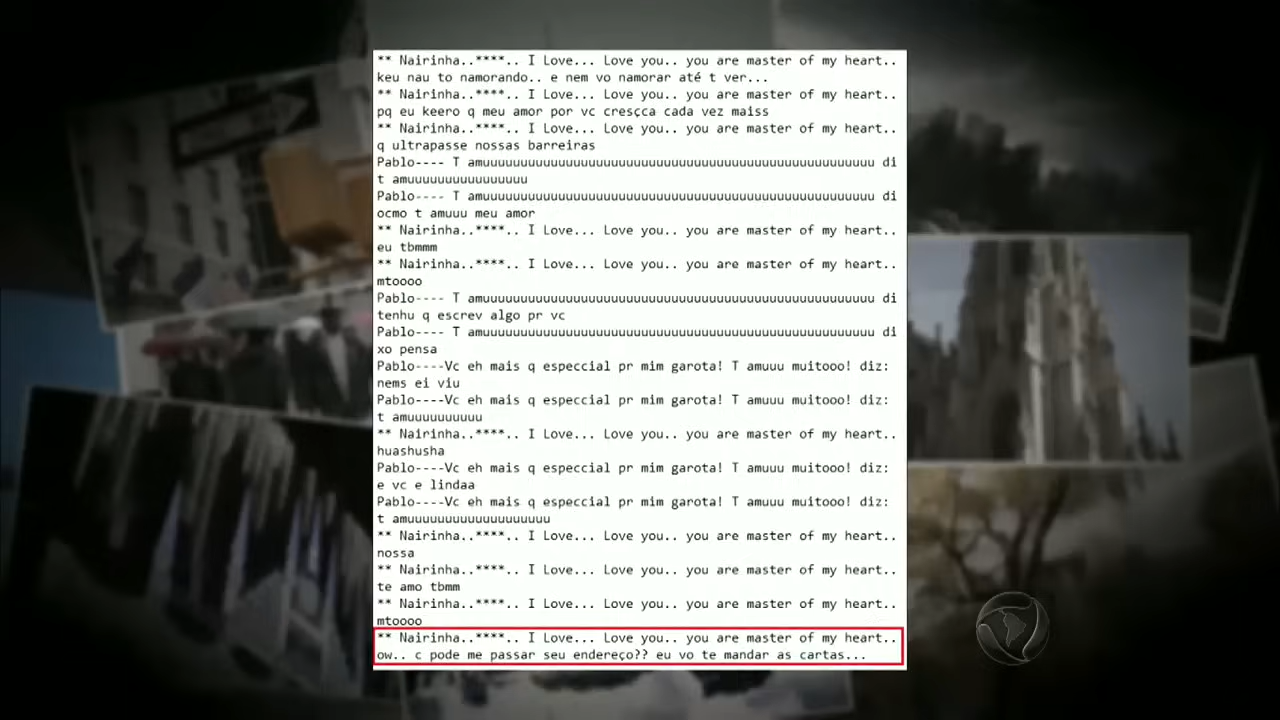 ** Nairinha..****.. I Love... Love you.. you are master of my heart..
keu nau to namorando.. e nem vo namorar até t ver...
** Nairinha..****.. I Love... Love you.. you are master of my heart..
pq eu keero q meu amor por vc cresçca cada vez maiss
** Nairinha..****.. I Love... Love you.. you are master of my heart..
q ultrapasse nossas barreiras
Pablo---- T amuuuuuuuuuuuuuuuuuuuuuuuuuuuuuuuuuuuuuuuuuuuuuuuuuuuu di
t amuuuuuuuuuuuuuuuu
Pablo---- T amuuuuuuuuuuuuuuuuuuuuuuuuuuuuuuuuuuuuuuuuuuuuuuuuuuuu di
ocmo t amuuu meu amor
** Nairinha..****.. I Love... Love you.. you are master of my heart..
eu tbmmm
** Nairinha..****.. I Love... Love you.. you are master of my heart..
mtoooo
Pablo---- T amuuuuuuuuuuuuuuuuuuuuuuuuuuuuuuuuuuuuuuuuuuuuuuuuuuuu di
tenhu q escrev algo pr vc
Pablo---- T amuuuuuuuuuuuuuuuuuuuuuuuuuuuuuuuuuuuuuuuuuuuuuuuuuuuu di
xo pensa
Pablo----Vc eh mais q especcial pr mim garota! T amuuu muitooo! diz:
nems ei viu
Pablo----Vc eh mais q especcial pr mim garota! T amuuu muitooo! diz:
t amuuuuuuuuuu
** Nairinha..****.. I Love... Love you.. you are master of my heart..
huashusha
Pablo----Vc eh mais q especcial pr mim garota! T amuuu muitooo! diz:
e vc e lindaa
Pablo----Vc eh mais q especcial pr mim garota! T amuuu muitooo! diz:
t amuuuuuuuuuuuuuuuuuuu
** Nairinha..****.. I Love... Love you.. you are master of my heart..
nossa
** Nairinha..****.. I Love... Love you.. you are master of my heart..
te amo tbmm
** Nairinha..****.. I Love... Love you.. you are master of my heart..
mtoooo
** Nairinha..****.. I Love... Love you.. you are master of my heart..
ow.. c pode me passar seu endereço?? eu vo te mandar as cartas...